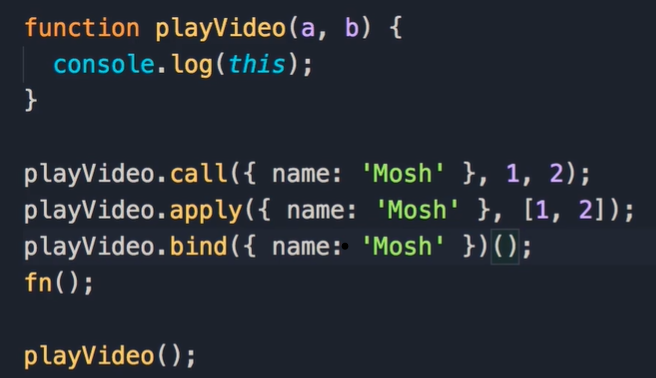 function playVideo(a, b) {
  console.log(this);
}

playVideo.call({ name: 'Mosh' }, 1, 2);
playVideo.apply({ name: 'Mosh' }, [1, 2]);
playVideo.bind({ name: 'Mosh' })();
fn();

playVideo();